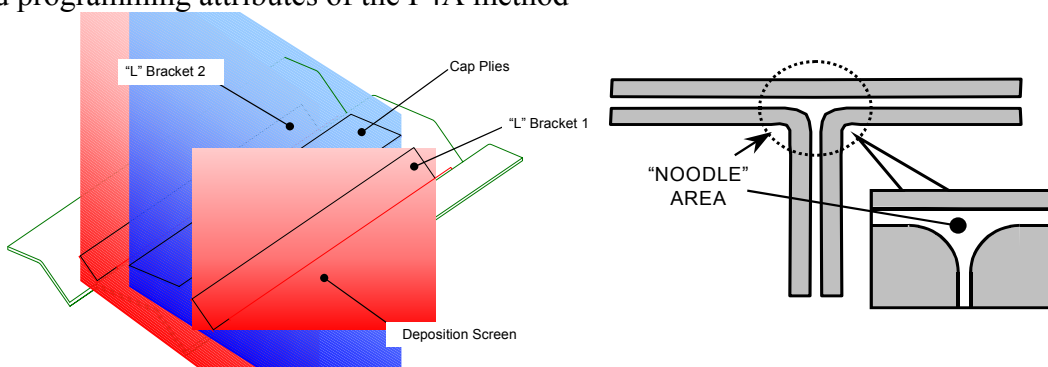 d programming attributes of the P4A method
"L" Bracket 2
Cap Plies
"L" Bracket 1
Deposition Screen
"NOODLE"
AREA